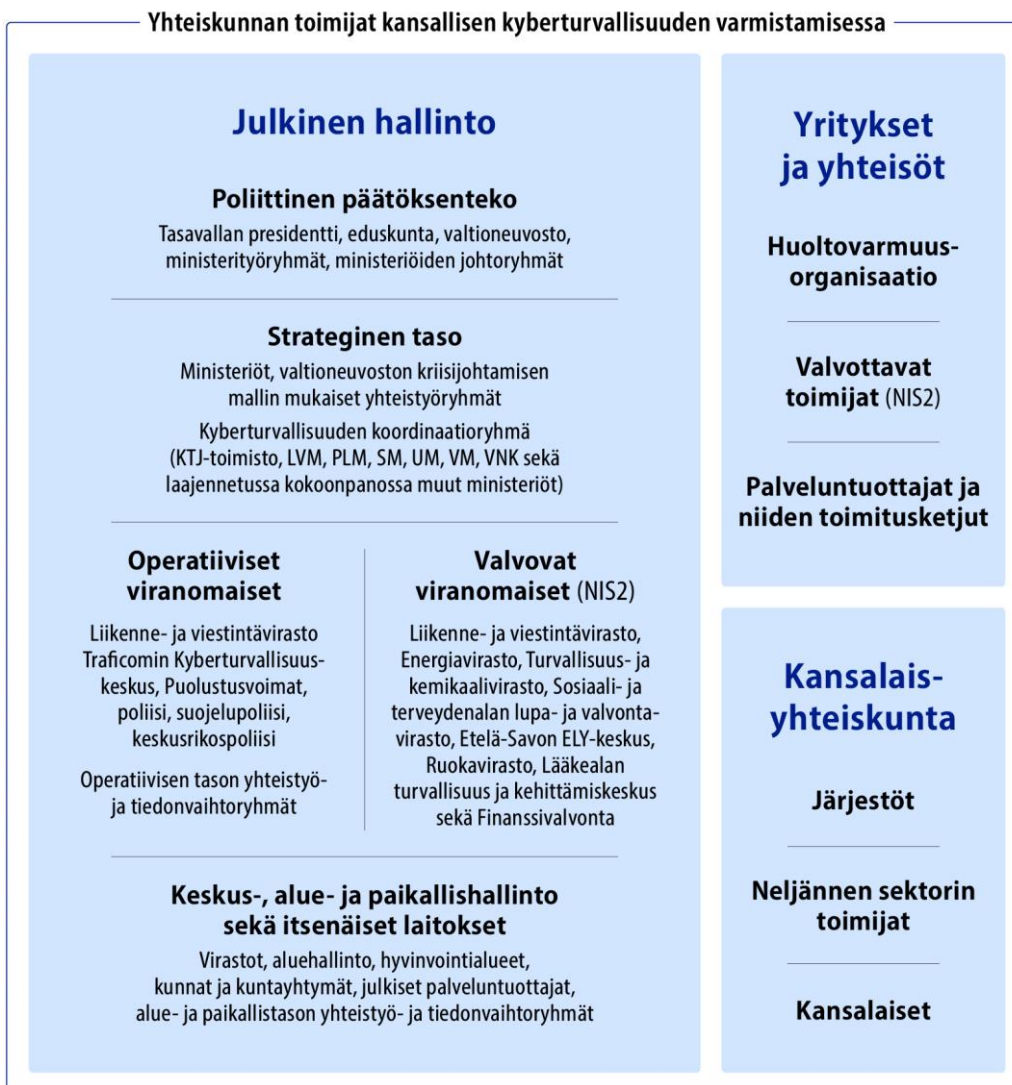 Yhteiskunnan toimijat kansallisen kyberturvallisuuden varmistamisessa
Julkinen hallinto
Poliittinen päätöksenteko
Tasavallan presidentti, eduskunta, valtioneuvosto,
ministerityöryhmät, ministeriöiden johtoryhmät
Strateginen taso
Ministeriöt, valtioneuvoston kriisijohtamisen
mallin mukaiset yhteistyöryhmät
Kyberturvallisuuden koordinaatioryhmä
(KTJ-toimisto, LVM, PLM, SM, UM, VM, VNK sekä
laajennetussa kokoonpanossa muut ministeriöt)
Operatiiviset
viranomaiset
Liikenne- ja viestintävirasto
Traficomin Kyberturvallisuus-
keskus, Puolustusvoimat,
poliisi, suojelupoliisi,
keskusrikospoliisi
Operatiivisen tason yhteistyö-
ja tiedonvaihtoryhmät
Valvovat
viranomaiset (NIS2)
Liikenne- ja viestintävirasto,
Energiavirasto, Turvallisuus- ja
kemikaalivirasto, Sosiaali- ja
terveydenalan lupa- ja valvonta-
virasto, Etelä-Savon ELY-keskus,
Ruokavirasto, Lääkealan
turvallisuus ja kehittämiskeskus
sekä Finanssivalvonta
Keskus-, alue- ja paikallishallinto
sekä itsenäiset laitokset
Virastot, aluehallinto, hyvinvointialueet,
kunnat ja kuntayhtymät, julkiset palveluntuottajat,
alue- ja paikallistason yhteistyö- ja tiedonvaihtoryhmät
Yritykset
ja yhteisöt
Huoltovarmuus-
organisaatio
Valvottavat
toimijat (NIS2)
Palveluntuottajat ja
niiden toimitusketjut
Kansalais-
yhteiskunta
Järjestöt
Neljännen sektorin
toimijat
Kansalaiset